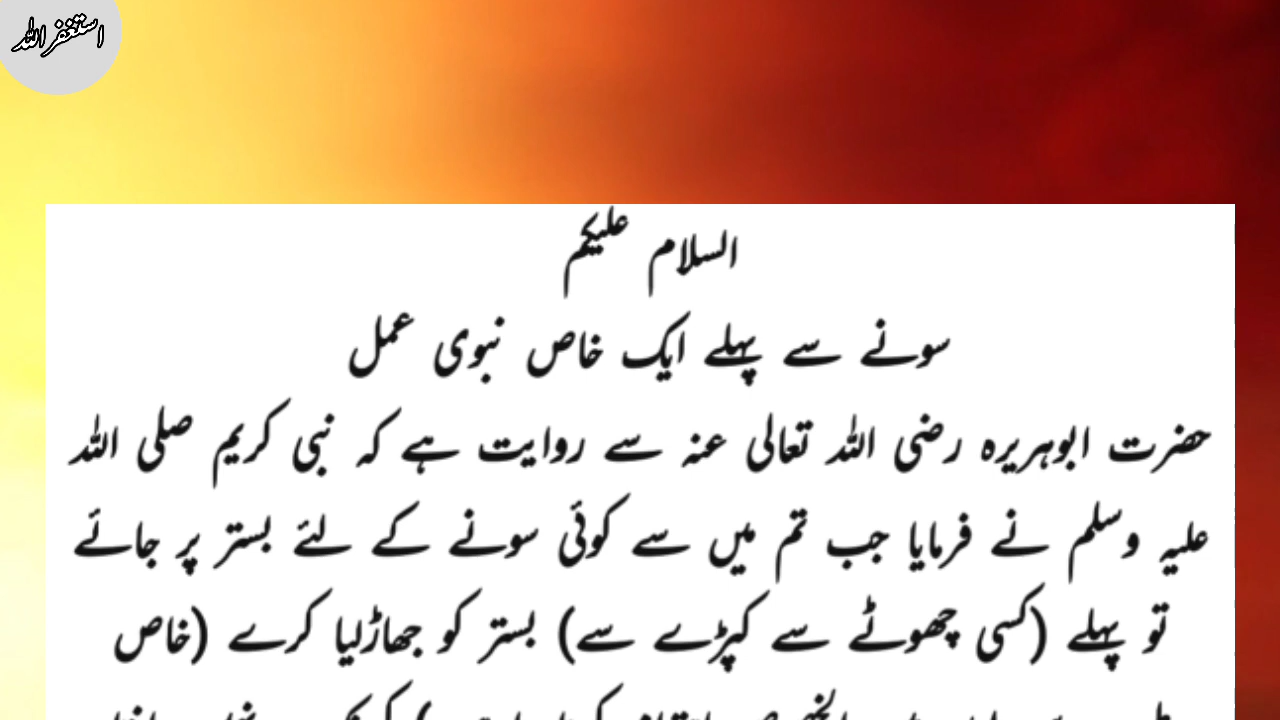 استغفراللہ
السلام علیکم
سونے سے پہلے ایک خاص نبوی عمل
حضرت ابوہریرہ رضی اللہ تعالی عنہ سے روایت ہے کہ نبی کریم صلی اللہ
علیہ وسلم نے فرمایا جب تم میں سے کوئی سونے کے لئے بستر پر جائے
تو پہلے (کسی چھوٹے سے کپڑے سے) بستر کو جھاڑلیا کرے (خاص